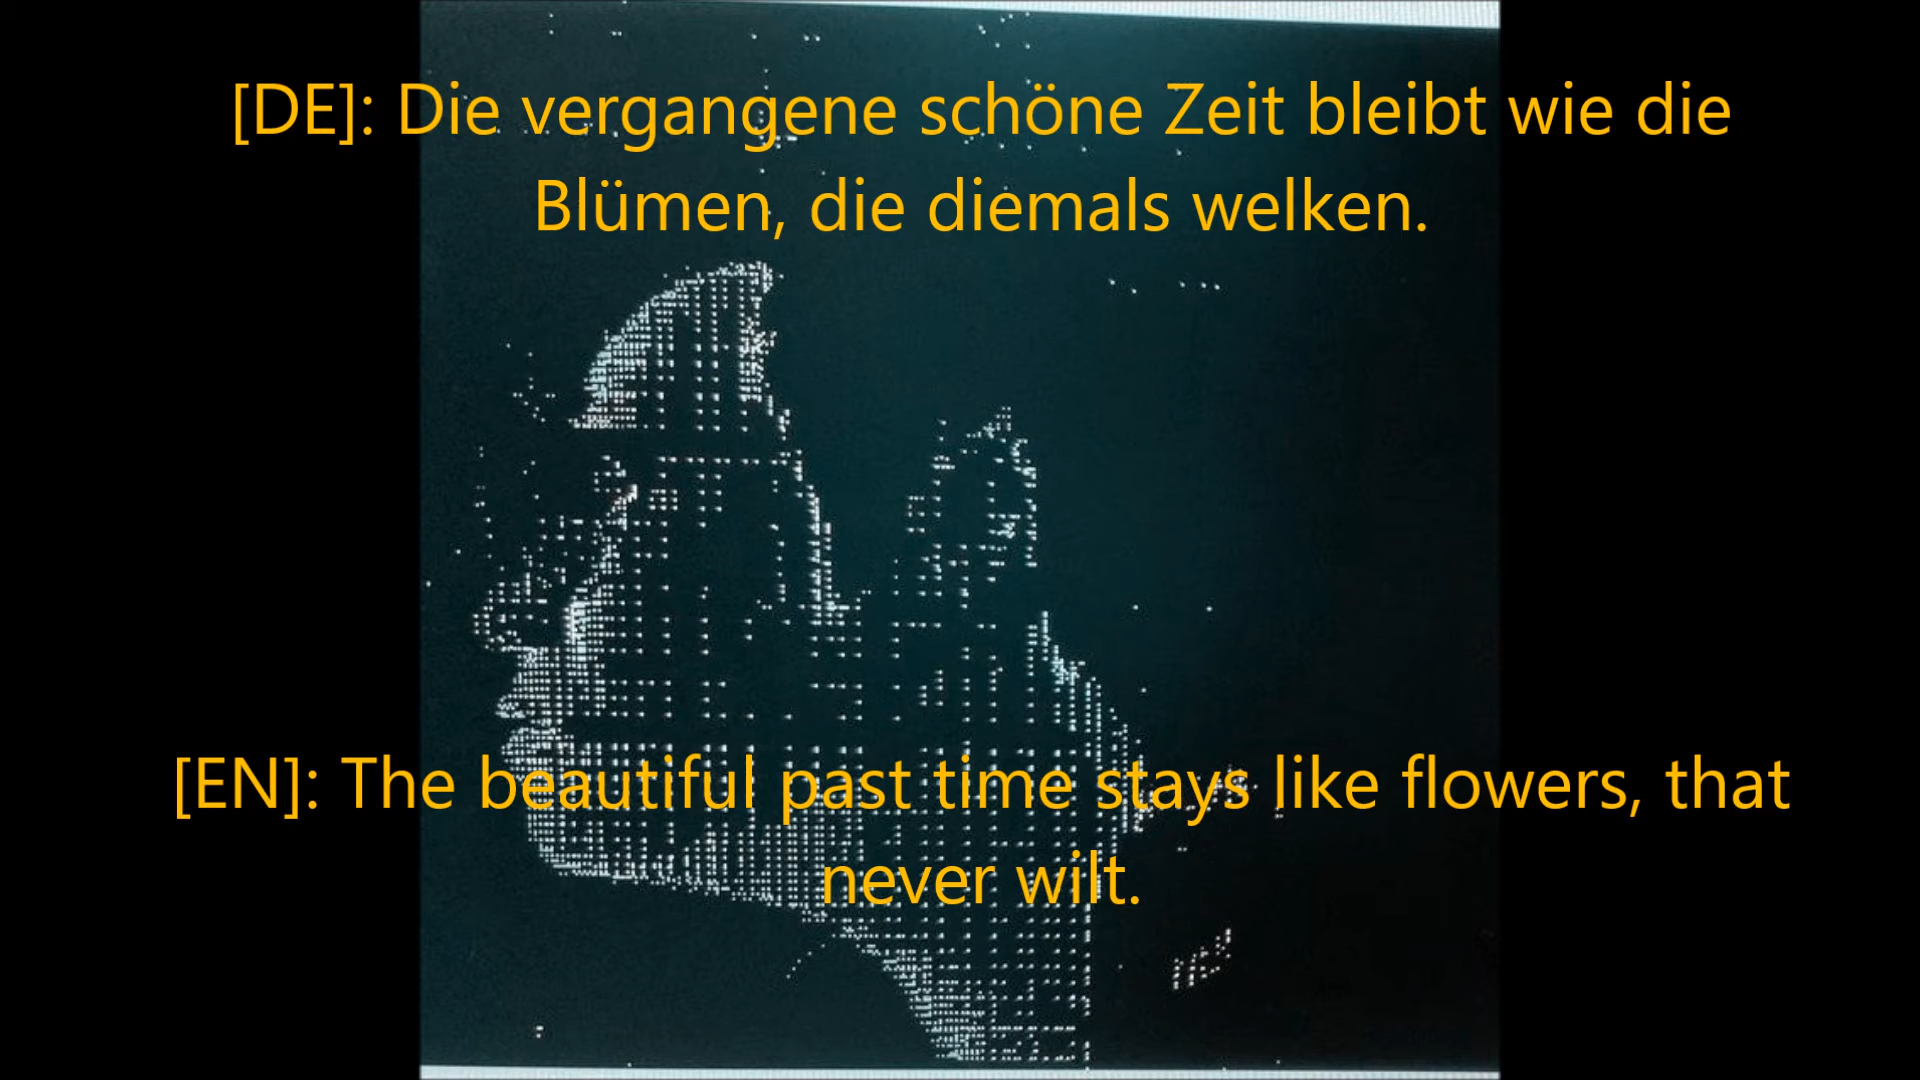 [DE]: Die vergangene schöne Zeit bleibt wie die
Blümen, die diemals welken.
[EN]: The beautiful past time stays like flowers, that
never wilt.